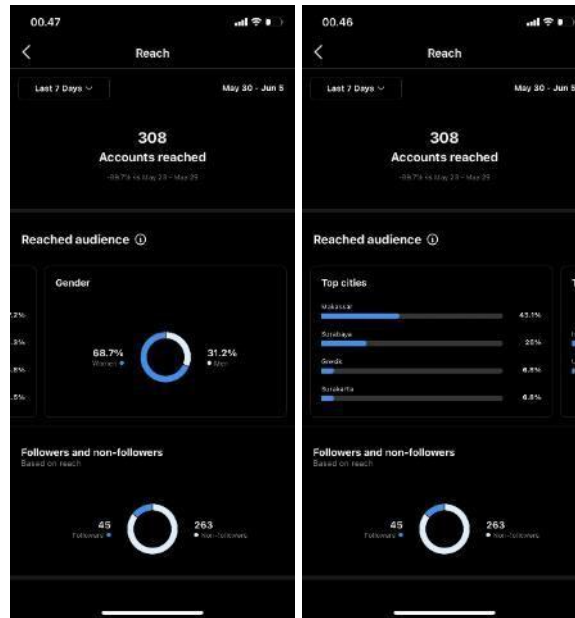 00.47
Reach
Last 7 Days
May 30 - Jun 5
308
Accounts reached
Reached audience
Gender
68.7%
Women
31.2%
Men
Followers and non-followers
Based on reach
45
Followers
263
Non-followers
00.46
Reach
Last 7 Days
May 30 - Jun 5
308
Accounts reached
Reached audience
Top cities
Makassar
43.1%
Surabaya
25%
Gresik
6.8%
Surakarta
6.8%
Followers and non-followers
Based on reach
45
Followers
263
Non-followers